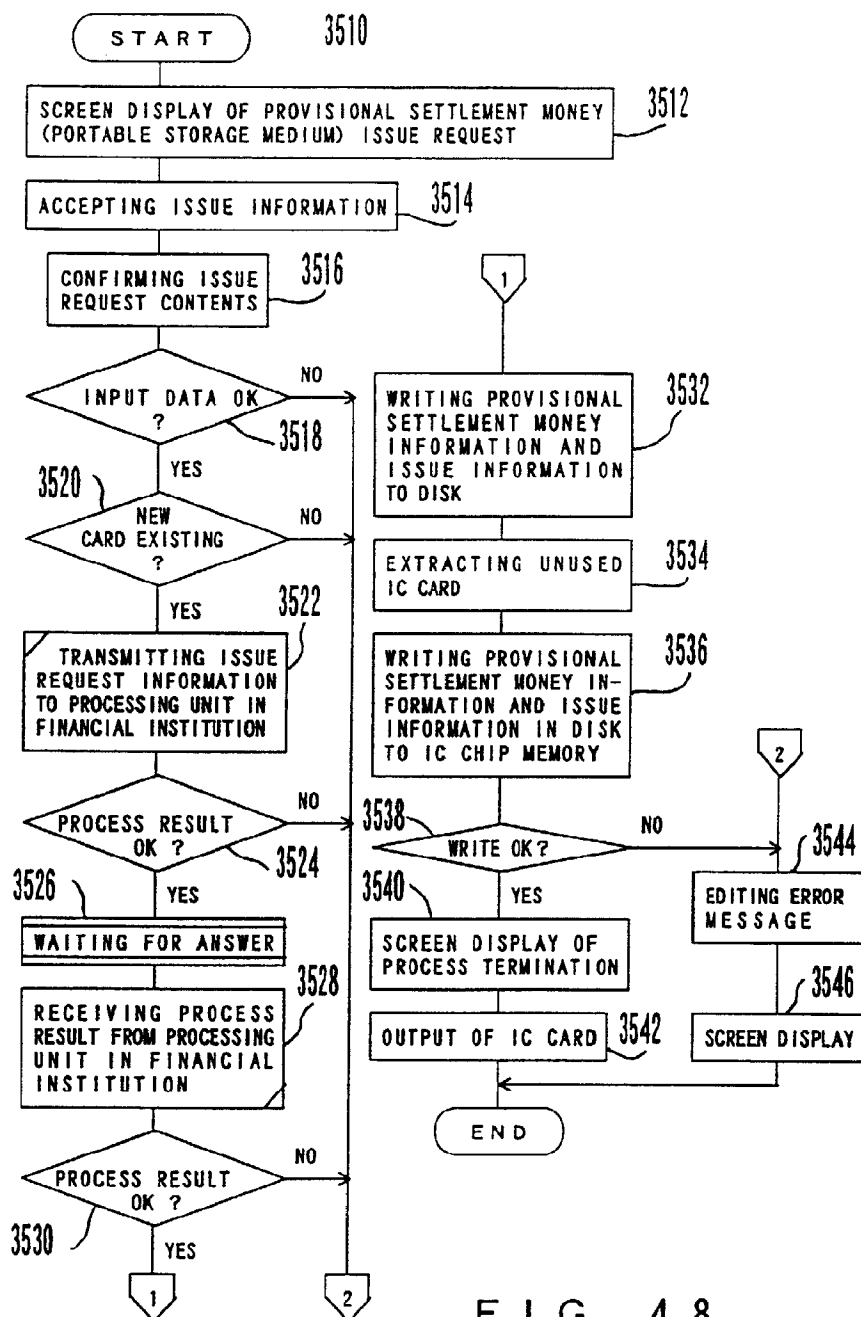 START
3510
SCREEN DISPLAY OF PROVISIONAL SETTLEMENT MONEY
(PORTABLE STORAGE MEDIUM) ISSUE REQUEST
3512
ACCEPTING ISSUE INFORMATION
3514
CONFIRMING ISSUE
REQUEST CONTENTS
3516
INPUT DATA OK
?
NO
3518
YES
3520
NEW
CARD EXISTING
?
NO
YES
3522
TRANSMITTING ISSUE
REQUEST INFORMATION
TO PROCESSING UNIT IN
FINANCIAL INSTITUTION
PROCESS RESULT
OK ?
NO
3524
YES
3526
WAITING FOR ANSWER
3528
RECEIVING PROCESS
RESULT FROM PROCESSING
UNIT IN FINANCIAL
INSTITUTION
PROCESS RESULT
OK ?
NO
3530
YES
1
2
1
WRITING PROVISIONAL
SETTLEMENT MONEY
INFORMATION AND
ISSUE INFORMATION
TO DISK
3532
EXTRACTING UNUSED
IC CARD
3534
WRITING PROVISIONAL
SETTLEMENT MONEY IN-
FORMATION AND ISSUE
INFORMATION IN DISK
TO IC CHIP MEMORY
3536
3538
WRITE OK?
NO
YES
3540
SCREEN DISPLAY OF
PROCESS TERMINATION
OUTPUT OF IC CARD
3542
2
3544
EDITING ERROR
MESSAGE
3546
SCREEN DISPLAY
END
FIG. 48